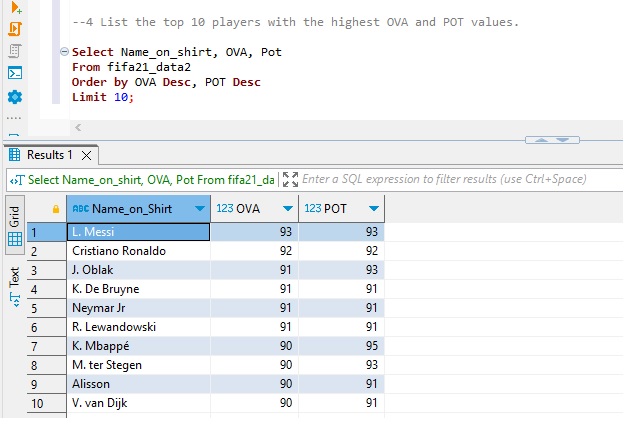 --4 List the top 10 players with the highest OVA and POT values.
Select Name_on_shirt, OVA, Pot
From fifa21_data2
Order by OVA Desc, POT Desc
Limit 10;
Results 1
Select Name_on_shirt, OVA, Pot From fifa21_da
Enter a SQL expression to filter results (use Ctrl+Space)
Grid
Text
ABC Name_on_Shirt 123 OVA 123 POT
1 L. Messi 93 93
2 Cristiano Ronaldo 92 92
3 J. Oblak 91 93
4 K. De Bruyne 91 91
5 Neymar Jr 91 91
6 R. Lewandowski 91 91
7 K. Mbappé 90 95
8 M. ter Stegen 90 93
9 Alisson 90 91
10 V. van Dijk 90 91